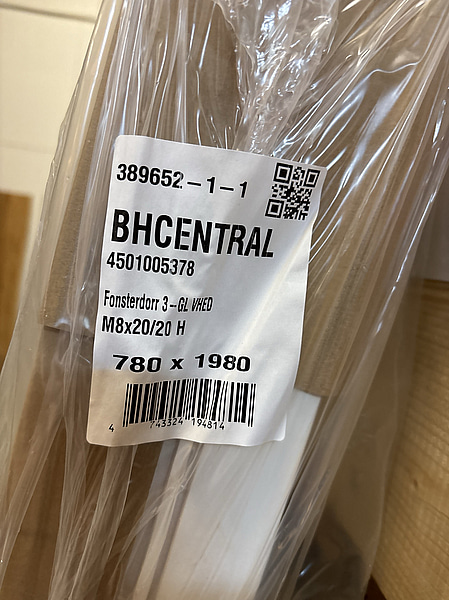 389652-1-1
BHCENTRAL
4501005378
Fonsterdorr 3-GL VHED
M8x20/20 H
780 x 1980
4 743324 194814